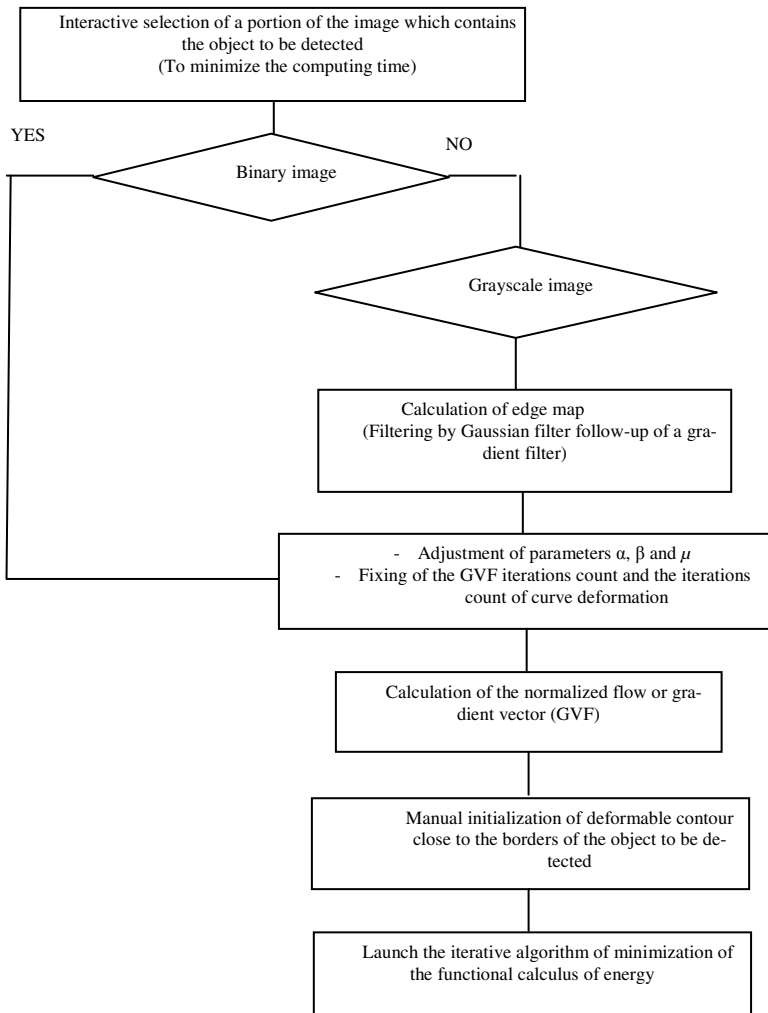 Interactive selection of a portion of the image which contains
the object to be detected
(To minimize the computing time)
YES
NO
Binary image
Grayscale image
Calculation of edge map
(Filtering by Gaussian filter follow-up of a gra-
dient filter)
- Adjustment of parameters α, β and μ
- Fixing of the GVF iterations count and the iterations
count of curve deformation
Calculation of the normalized flow or gra-
dient vector (GVF)
Manual initialization of deformable contour
close to the borders of the object to be de-
tected
Launch the iterative algorithm of minimization of
the functional calculus of energy